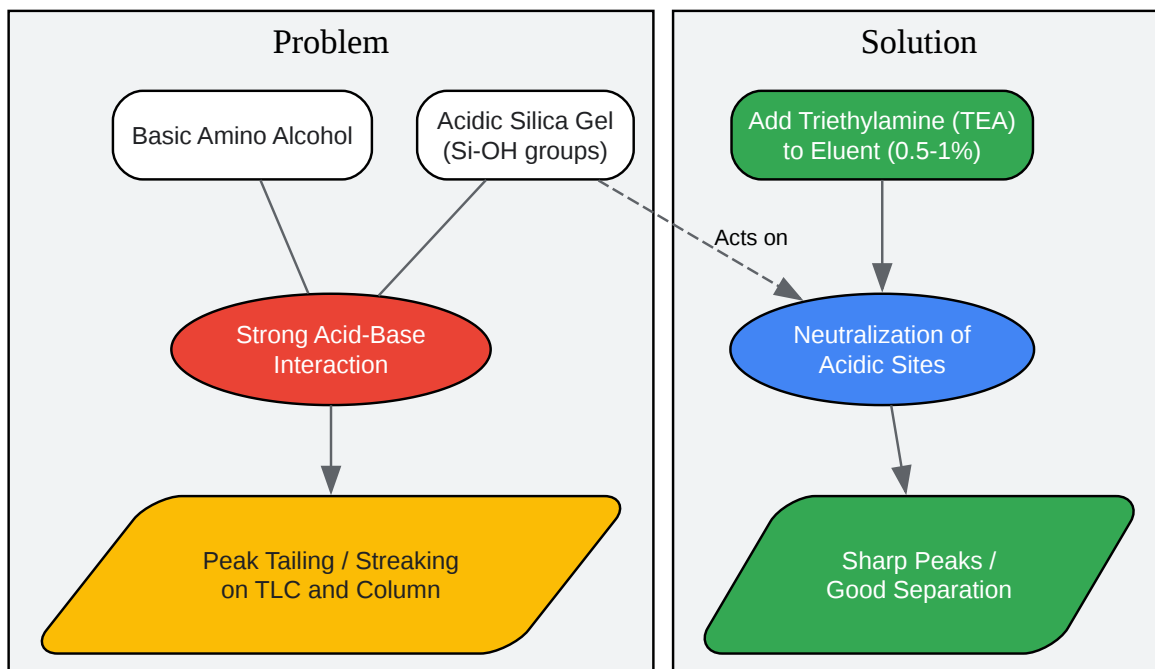 Problem
Basic Amino Alcohol
Acidic Silica Gel
(Si-OH groups)
Strong Acid-Base
Interaction
Peak Tailing / Streaking
on TLC and Column
Solution
Add Triethylamine (TEA)
to Eluent (0.5-1%)
Acts on
Neutralization of
Acidic Sites
Sharp Peaks /
Good Separation